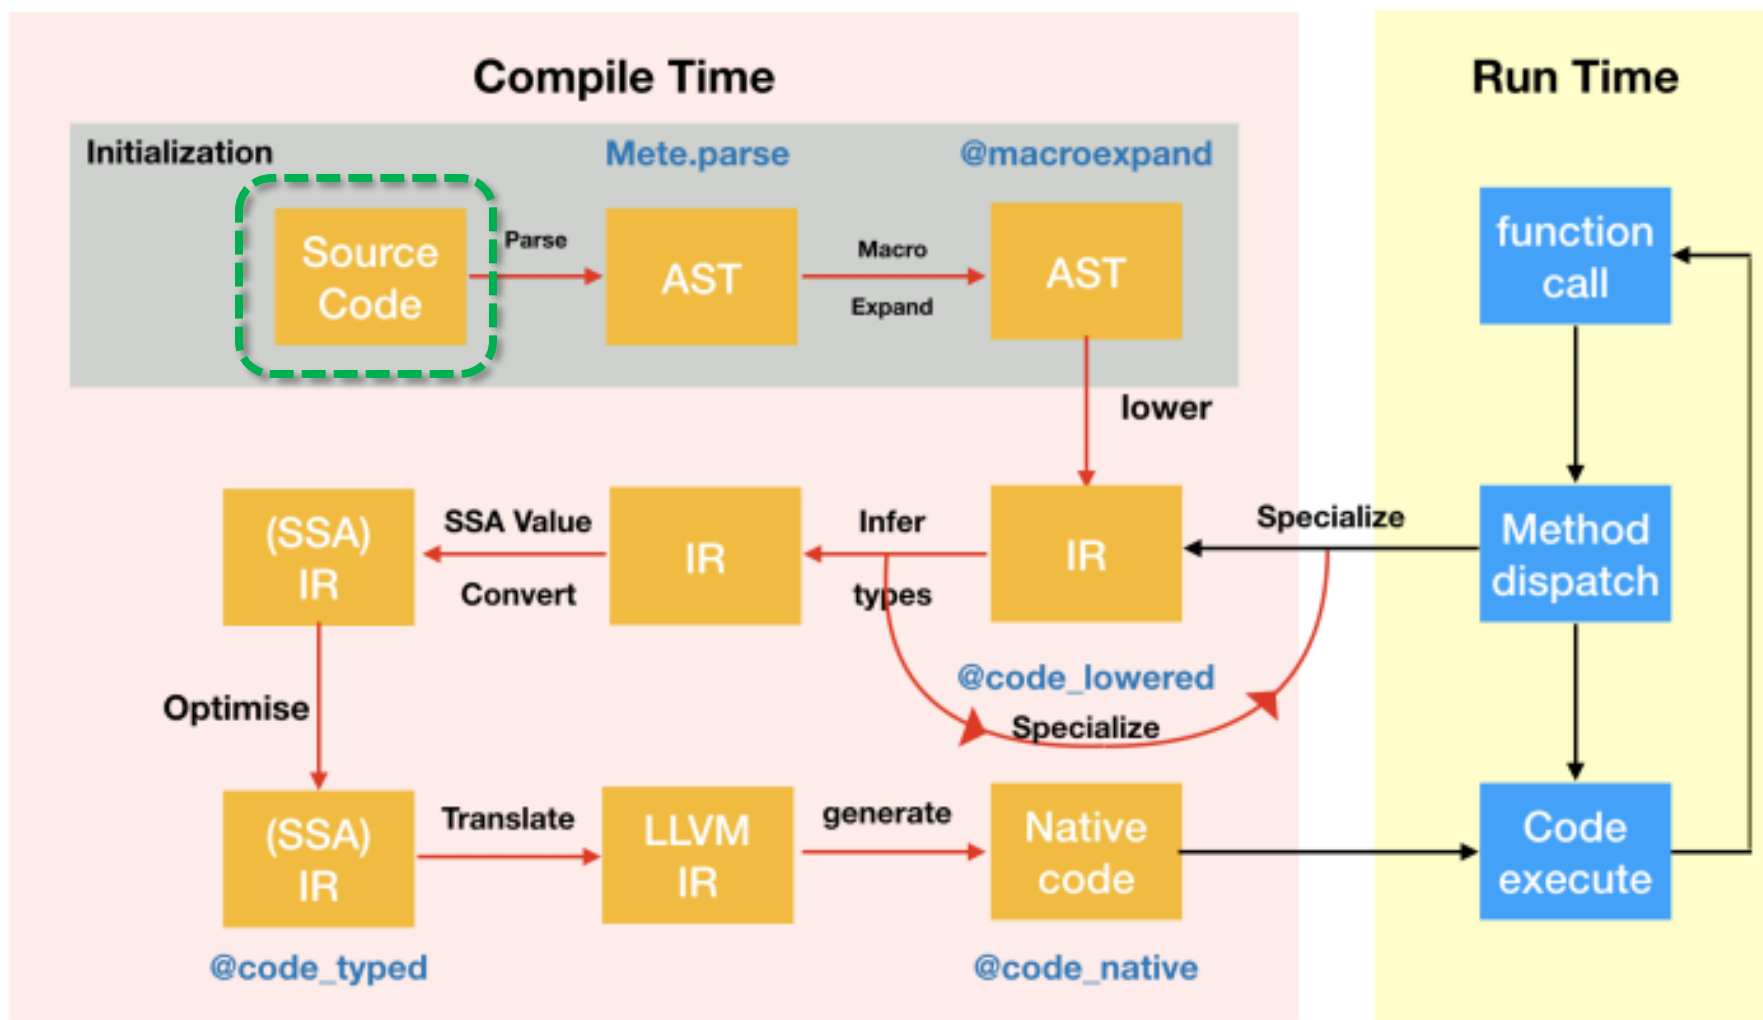 Compile Time
Run Time
Initialization
Mete.parse
@macroexpand
Source
Code
Parse
AST
Macro
Expand
AST
function
call
lower
(SSA)
IR
SSA Value
Convert
IR
Infer
types
IR
Specialize
Method
dispatch
@code_lowered
Specialize
Optimise
(SSA)
IR
Translate
LLVM
IR
generate
Native
code
Code
execute
@code_typed
@code_native